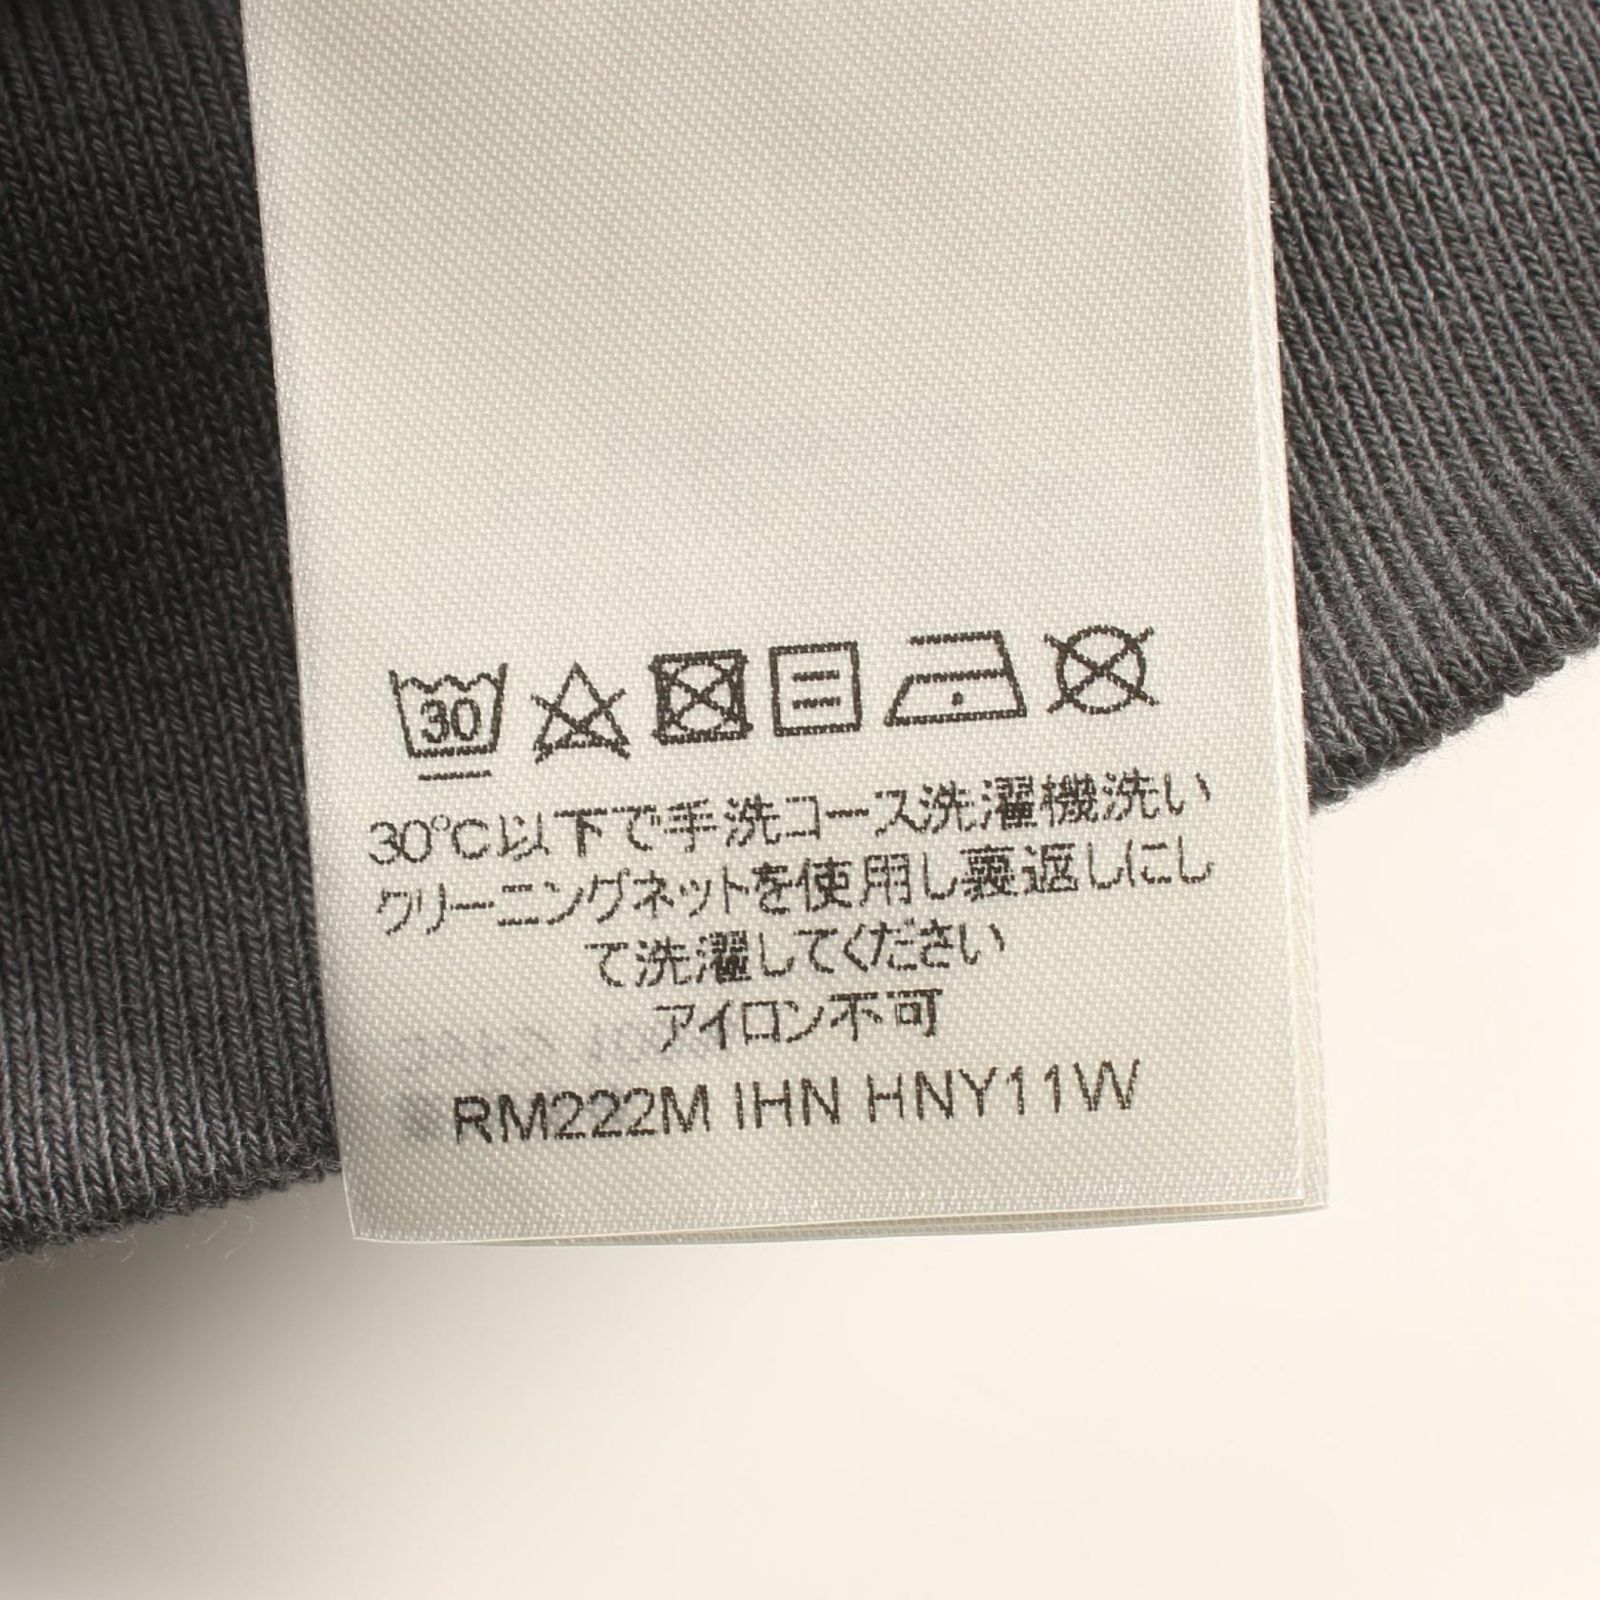 30
30℃以下で手洗コース洗濯機洗い
クリーニングネットを使用し裏返しにし
て洗濯してください
アイロン不可
RM222M IHN HNY11W